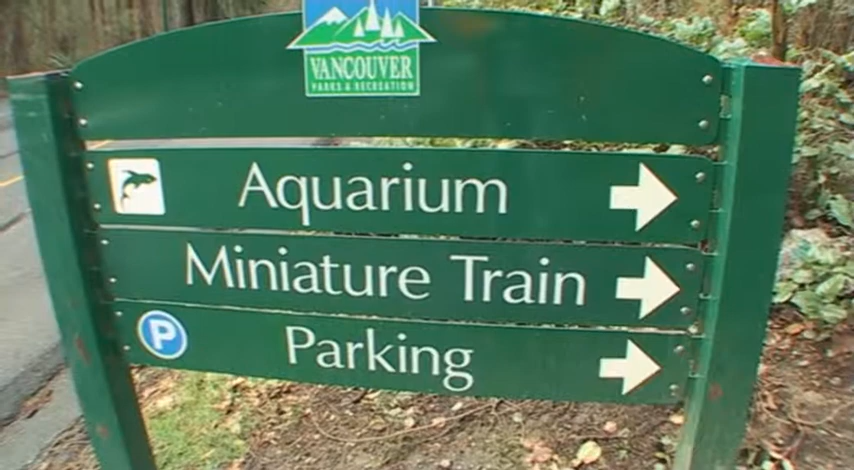 VANCOUVER
PARKS & RECREATION
Aquarium
Miniature Train
P Parking